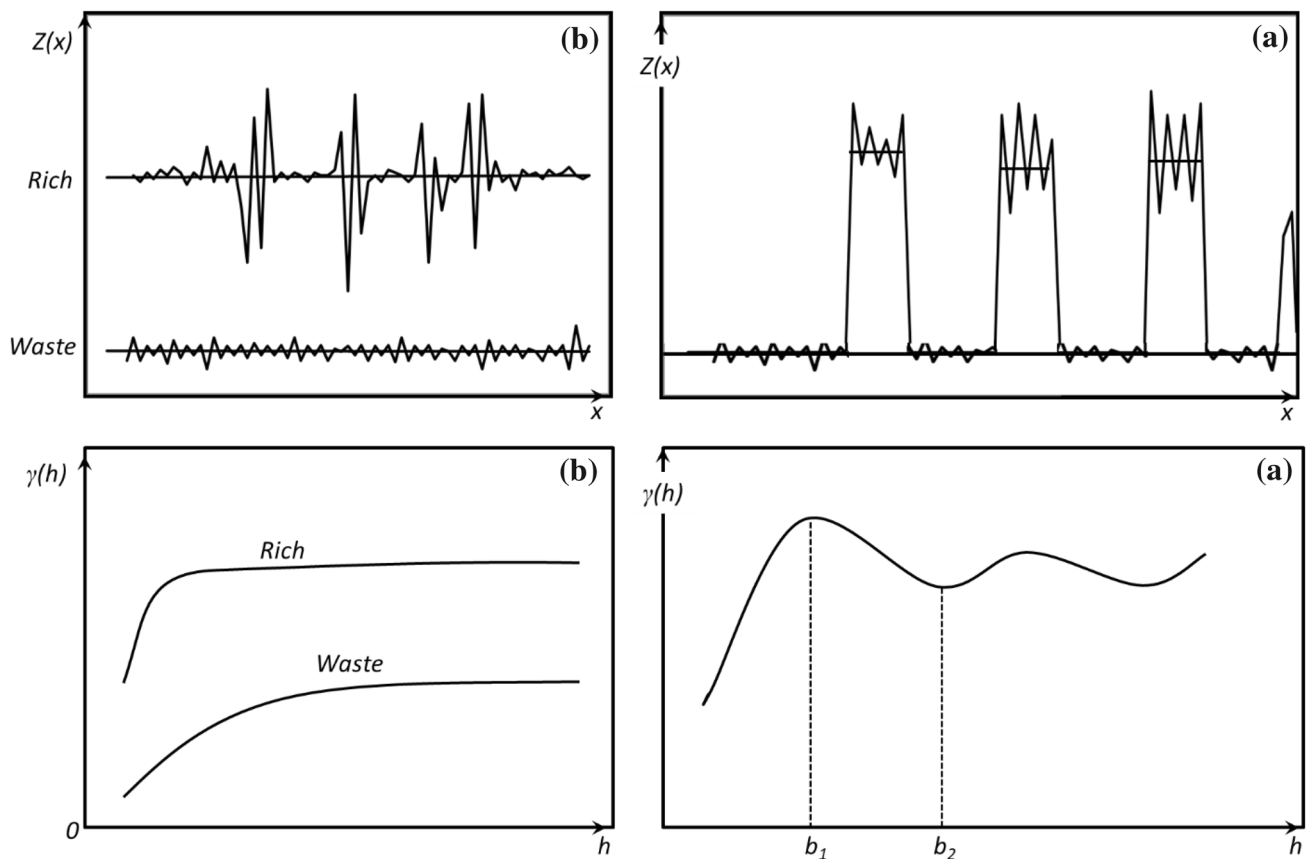 Z(x)
(b)
Rich
Waste
x
(a)
Z(x)
x
γ(h)
(b)
Rich
Waste
0
h
(a)
γ(h)
b₁
b₂
h